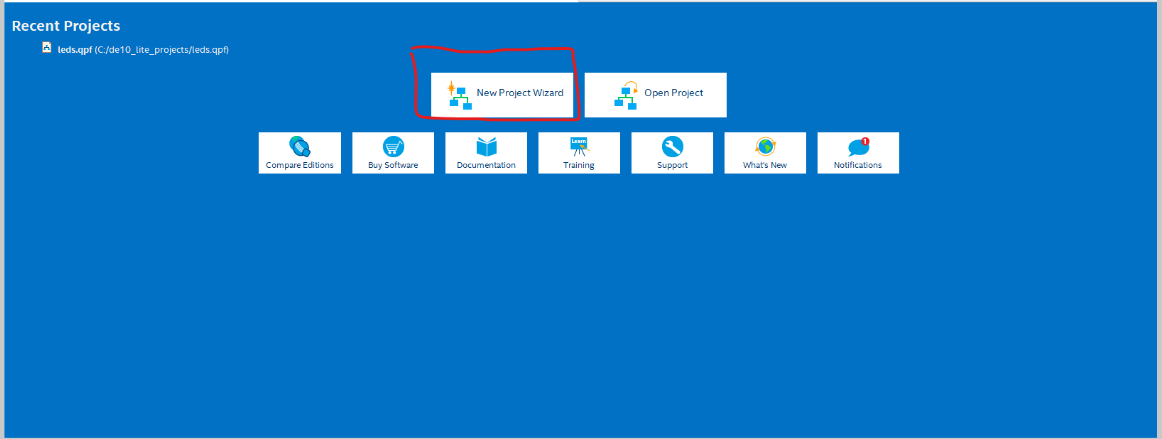 Recent Projects
leds.qpf (C:/de10_lite_projects/leds.qpf)
New Project Wizard
Open Project
Compare Editions
Buy Software
Documentation
Learn
Training
Support
What's New
1
Notifications